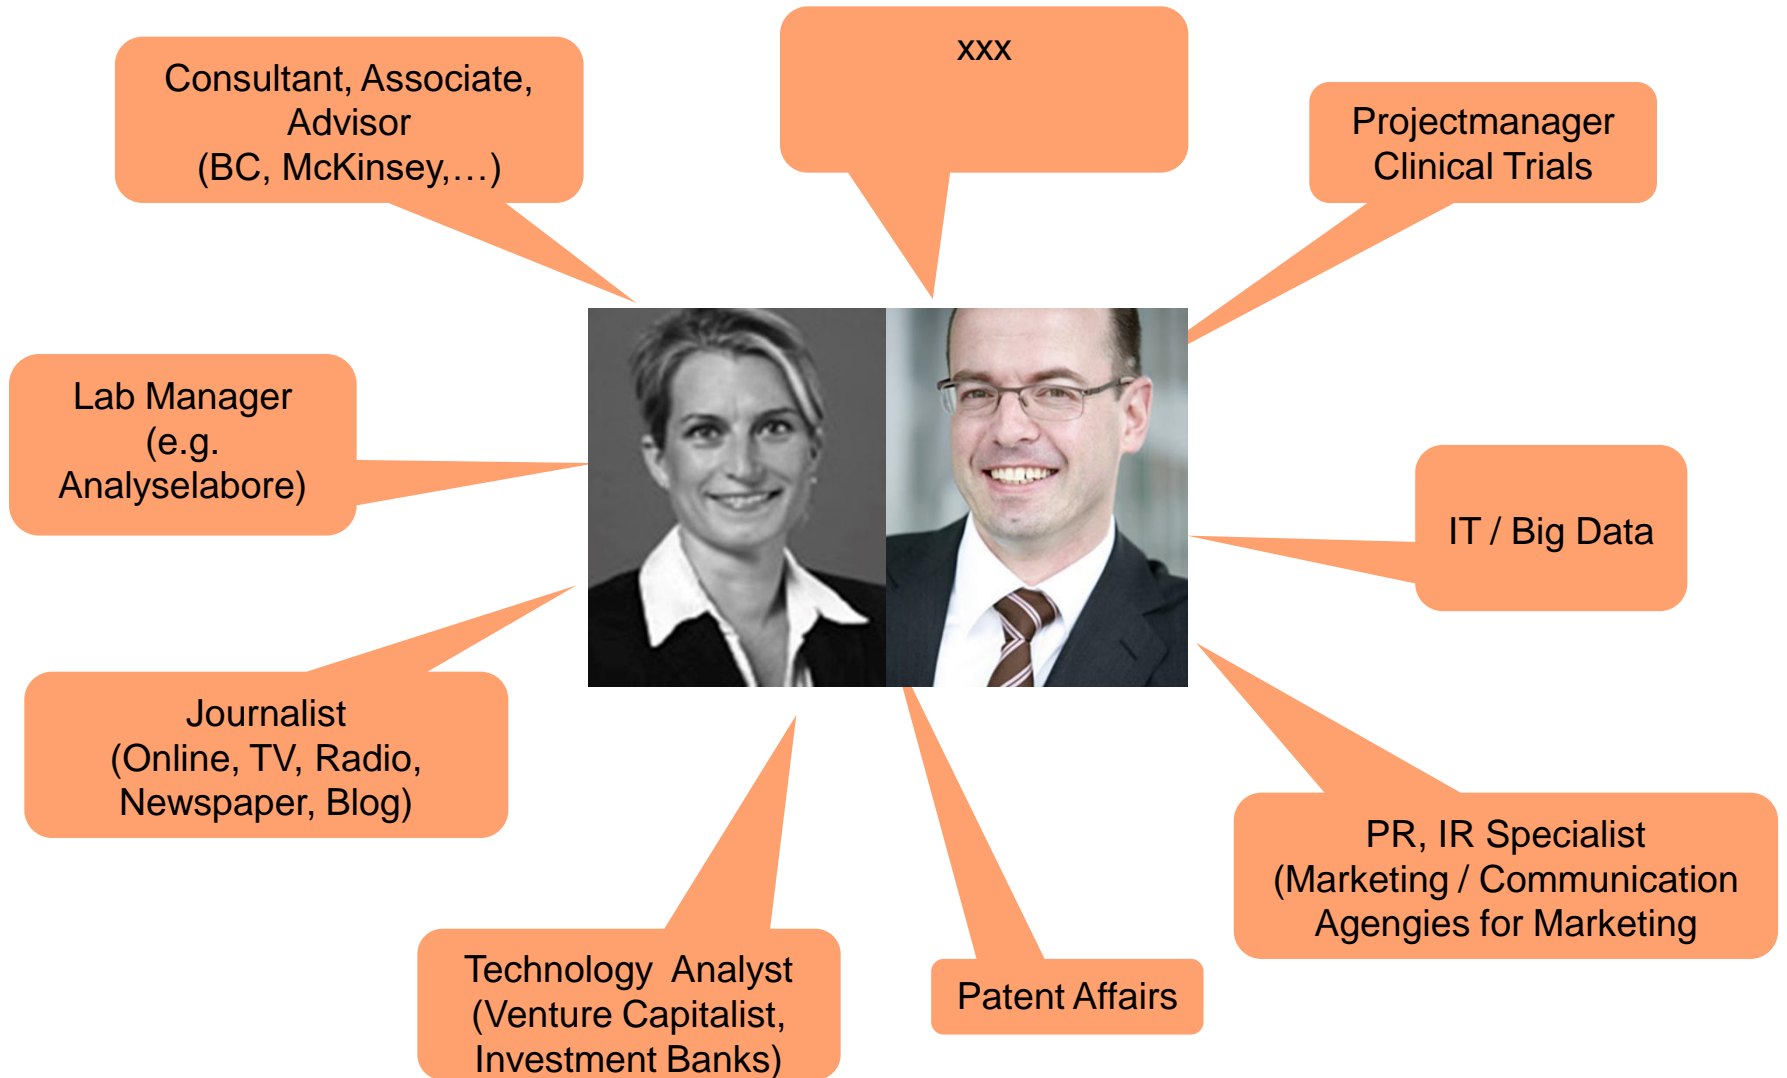 xxx
Consultant, Associate,
Advisor
(BC, McKinsey,…)
Projectmanager
Clinical Trials
Lab Manager
(e.g.
Analyselabore)
IT / Big Data
Journalist
(Online, TV, Radio,
Newspaper, Blog)
PR, IR Specialist
(Marketing / Communication
Agengies for Marketing
Technology Analyst
(Venture Capitalist,
Investment Banks)
Patent Affairs